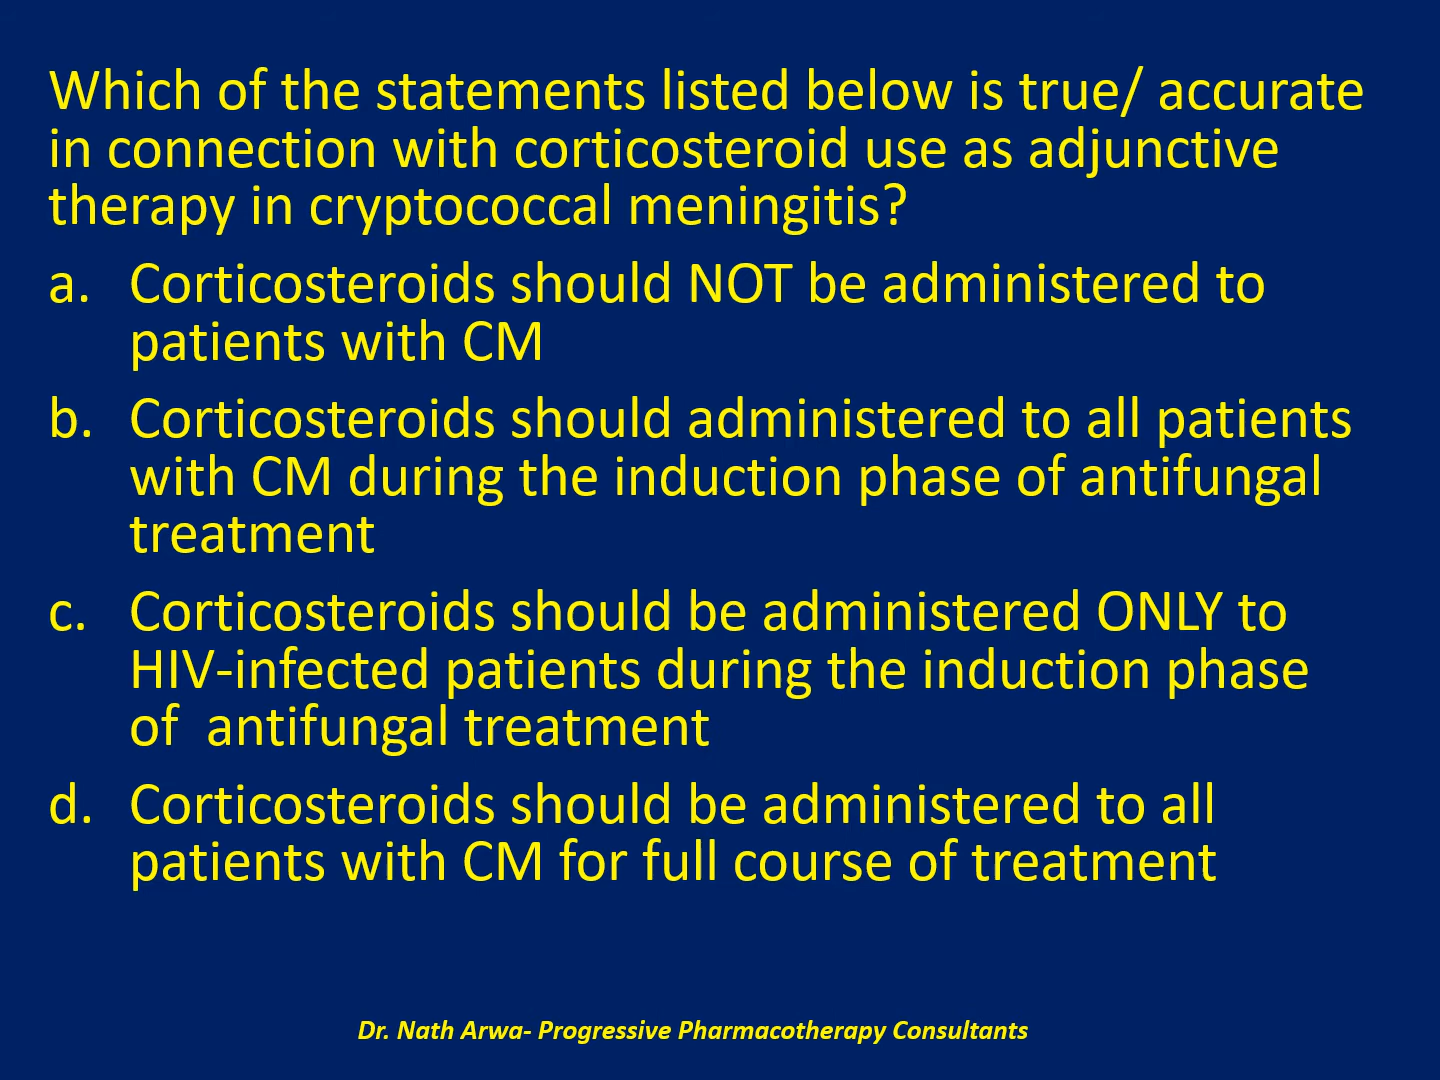 Which of the statements listed below is true/ accurate
in connection with corticosteroid use as adjunctive
therapy in cryptococcal meningitis?
a. Corticosteroids should NOT be administered to
patients with CM
b. Corticosteroids should administered to all patients
with CM during the induction phase of antifungal
treatment
c. Corticosteroids should be administered ONLY to
HIV-infected patients during the induction phase
of  antifungal treatment
d. Corticosteroids should be administered to all
patients with CM for full course of treatment
Dr. Nath Arwa- Progressive Pharmacotherapy Consultants